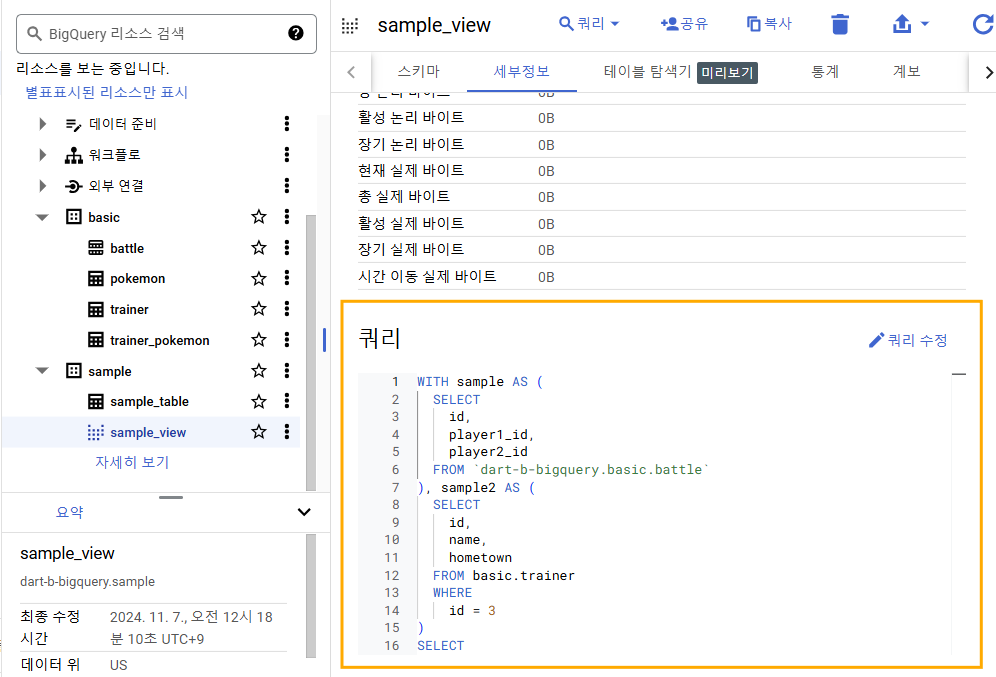 BigQuery 리소스 검색
리소스를 보는 중입니다.
별표표시된 리소스만 표시
데이터 준비
워크플로
외부 연결
basic
battle
pokemon
trainer
trainer_pokemon
sample
sample_table
sample_view
자세히 보기
요약
sample_view
dart-b-bigquery.sample
최종 수정 시간 2024. 11. 7., 오전 12시 18분 10초 UTC+9
데이터 위 US
sample_view 쿼리 공유 복사
스키마 세부정보 테이블 탐색기 미리보기 통계 계보
총 논리 바이트 0B
활성 논리 바이트 0B
장기 논리 바이트 0B
현재 실제 바이트 0B
총 실제 바이트 0B
활성 실제 바이트 0B
장기 실제 바이트 0B
시간 이동 실제 바이트 0B
쿼리 쿼리 수정
1 WITH sample AS (
2 SELECT
3 id,
4 player1_id,
5 player2_id
6 FROM `dart-b-bigquery.basic.battle`
7 ), sample2 AS (
8 SELECT
9 id,
10 name,
11 hometown
12 FROM basic.trainer
13 WHERE
14 id = 3
15 )
16 SELECT